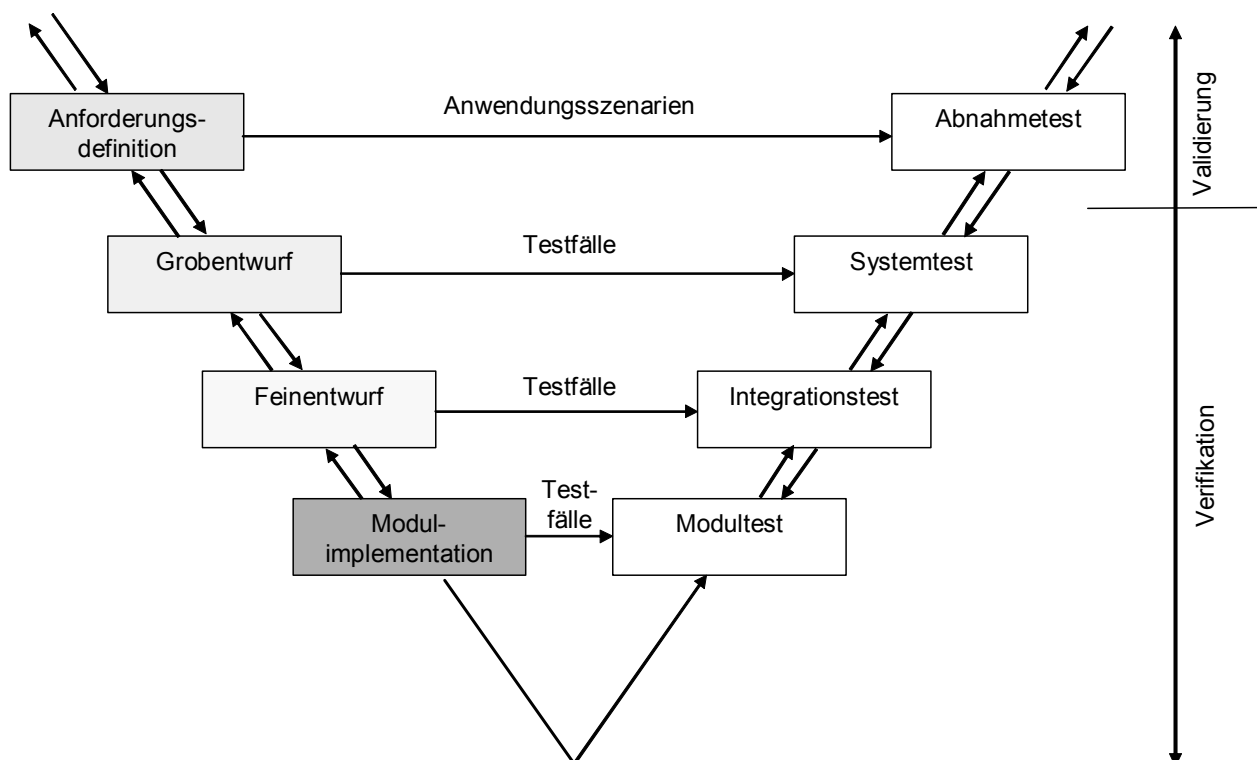 Anforderungs-
definition
Anwendungsszenarien
Abnahmetest
Validierung
Grobentwurf
Testfälle
Systemtest
Feinentwurf
Testfälle
Integrationstest
Verifikation
Modul-
implementation
Test-
fälle
Modultest